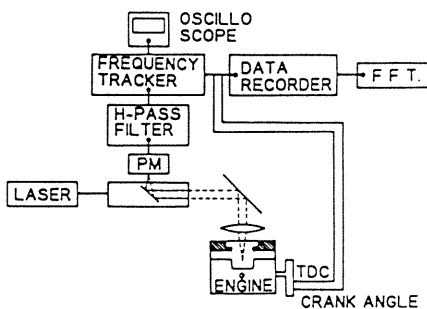 OSCILLO
SCOPE
FREQUENCY
TRACKER
DATA
RECORDER
F F T.
H-PASS
FILTER
PM
LASER
TDC
ENGINE
CRANK ANGLE